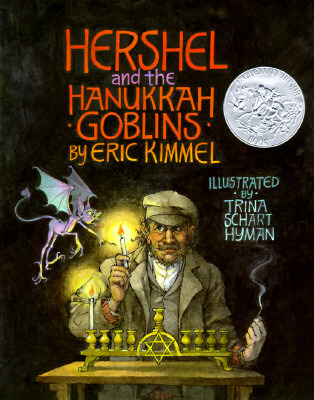 HERSHEL
and the
HANUKKAH
· GOBLINS ·
BY ERIC KIMMEL
ILLUSTRATED
· BY ·
TRINA
SCHART
HYMAN